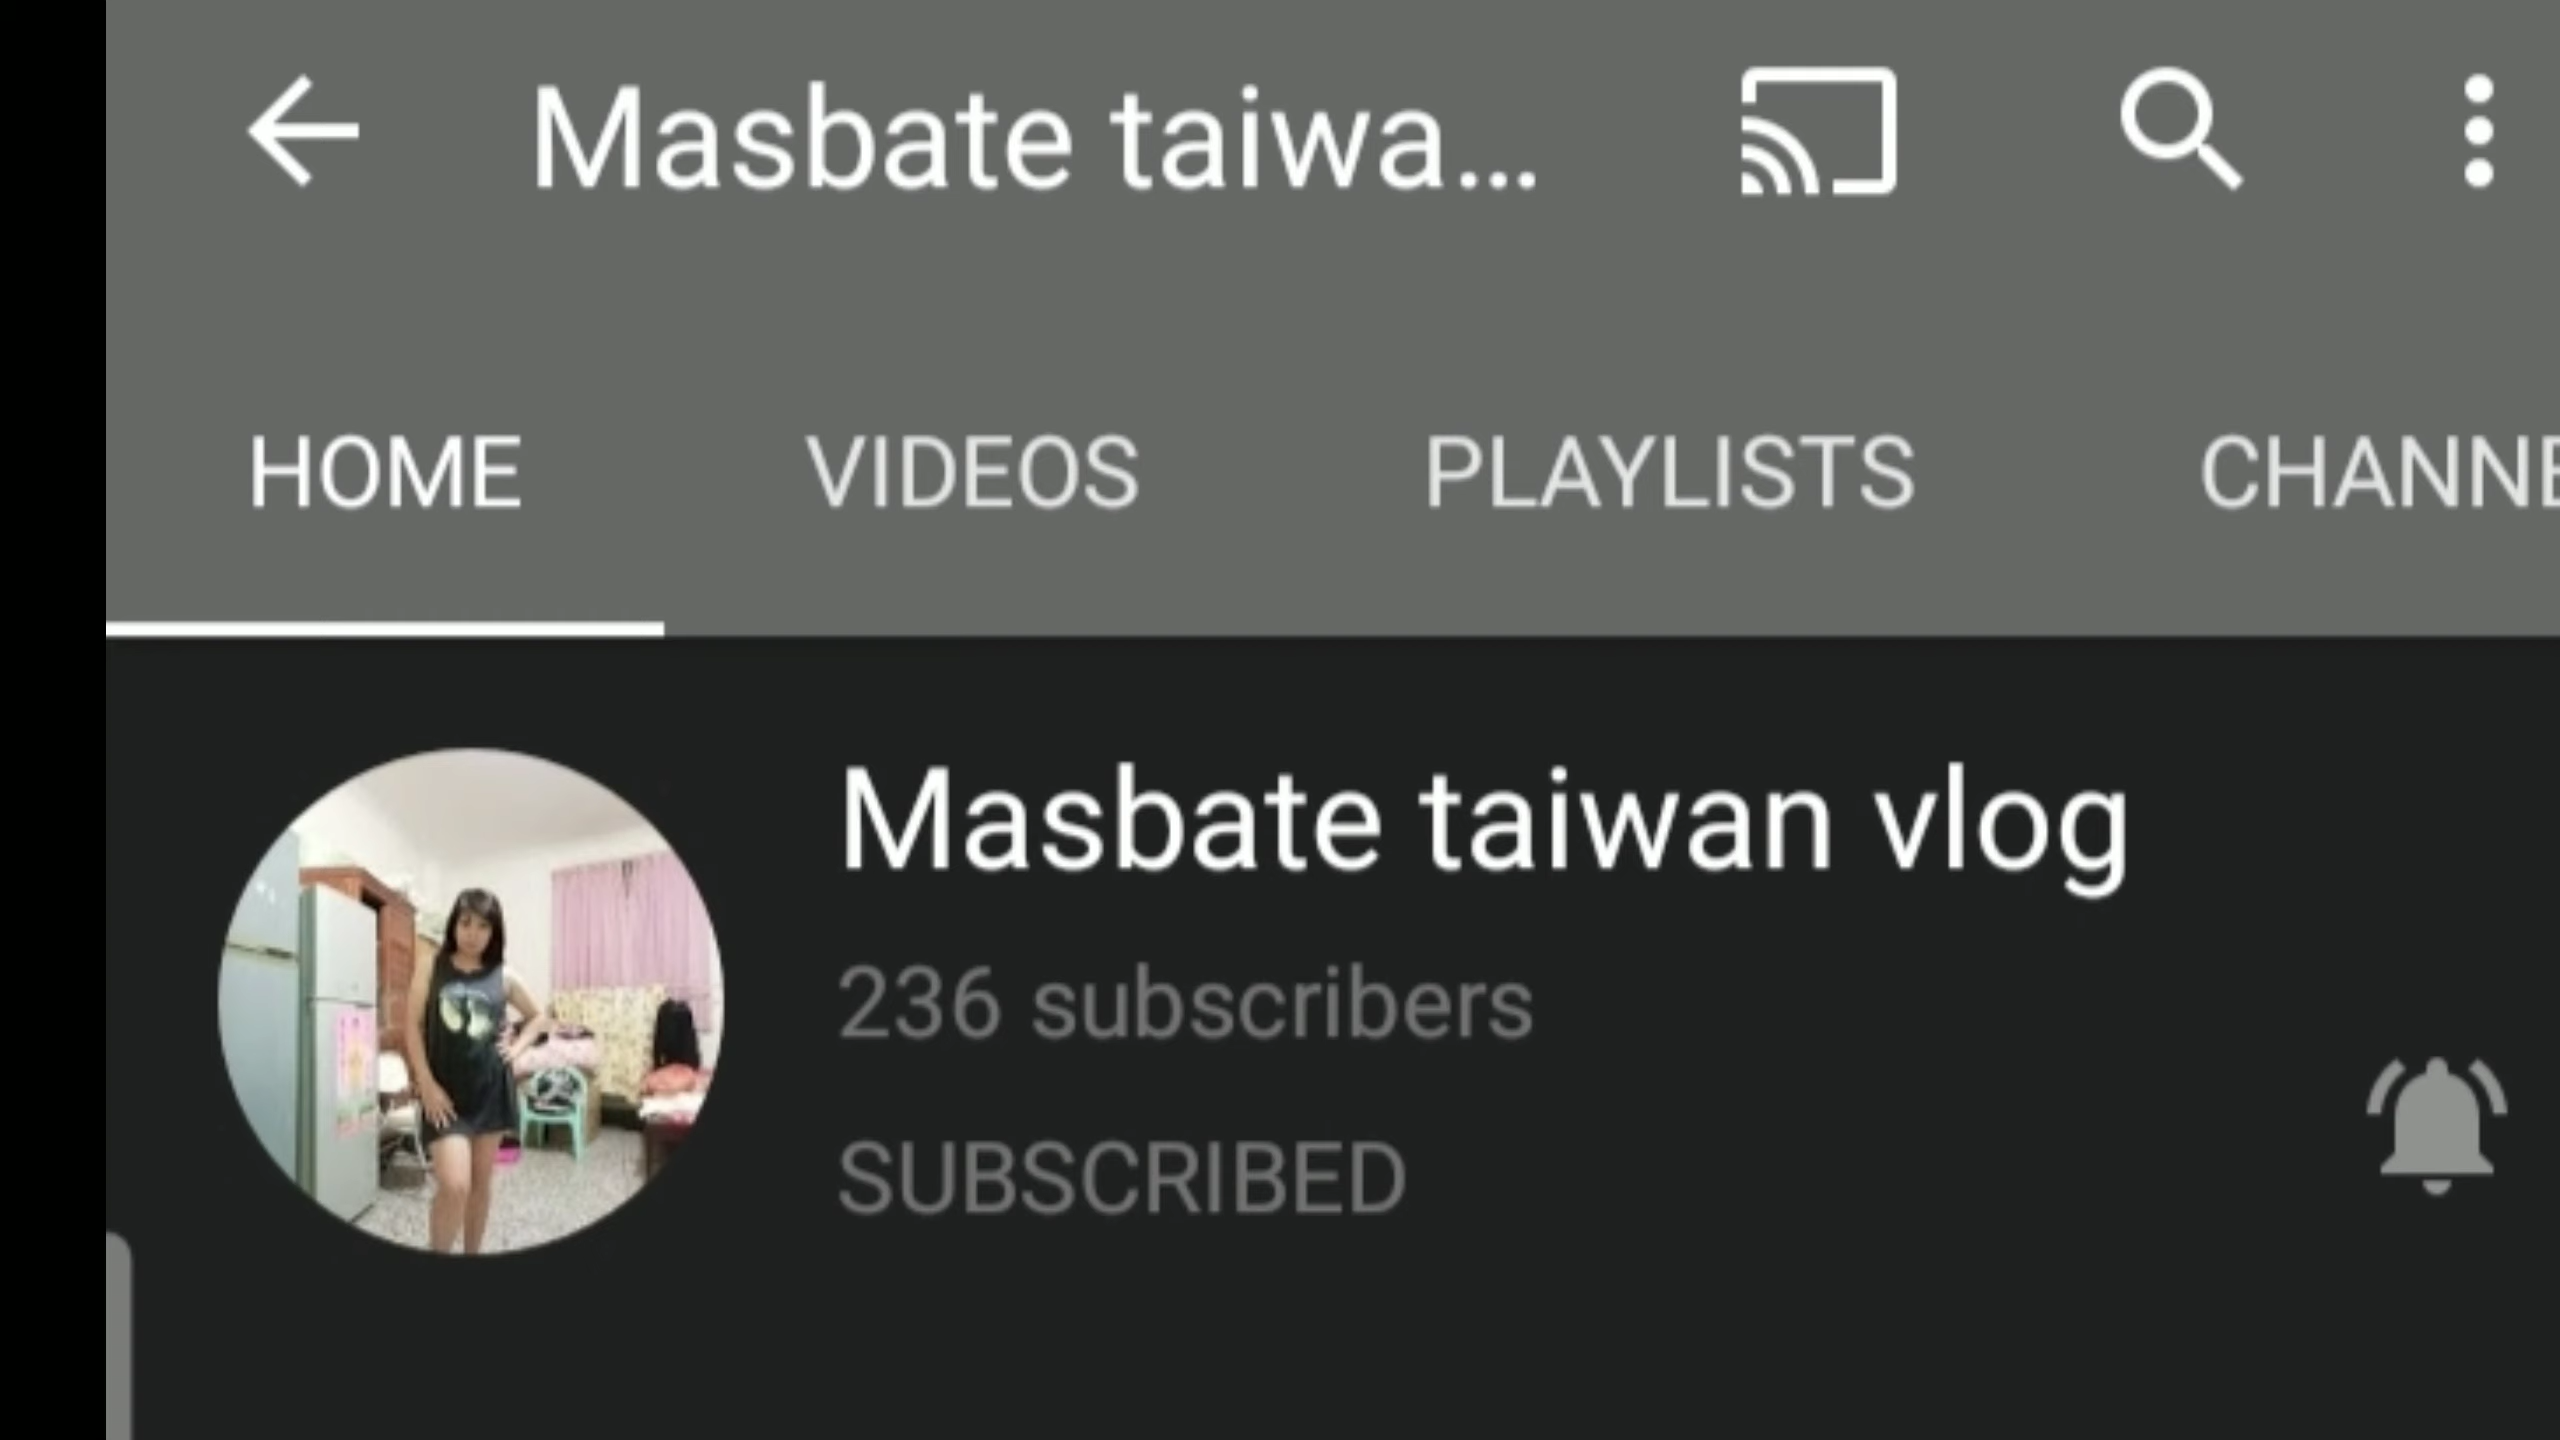 Masbate taiwa...
HOME VIDEOS PLAYLISTS CHANNE
Masbate taiwan vlog
236 subscribers
SUBSCRIBED